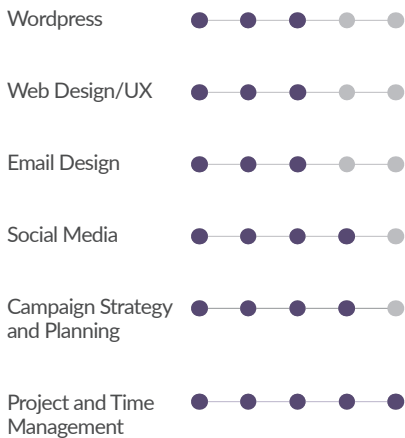 Wordpress
Web Design/UX
Email Design
Social Media
Campaign Strategy
and Planning
Project and Time
Management